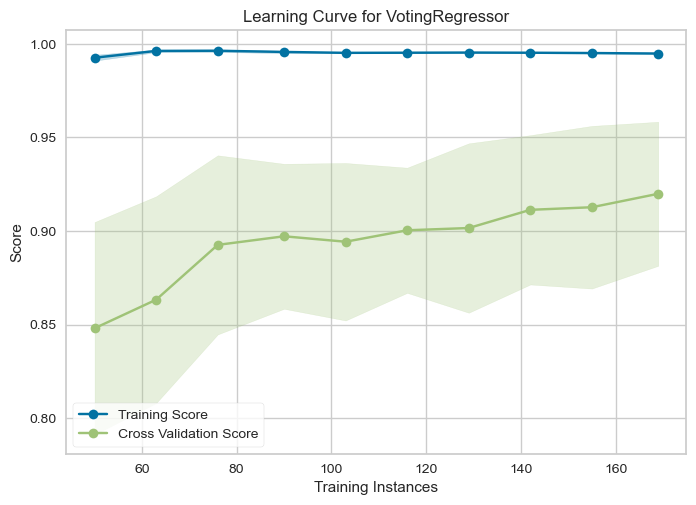 Learning Curve for VotingRegressor
1.00
0.95
0.90
0.85
0.80
Score
Training Score
Cross Validation Score
60 80 100 120 140 160
Training Instances